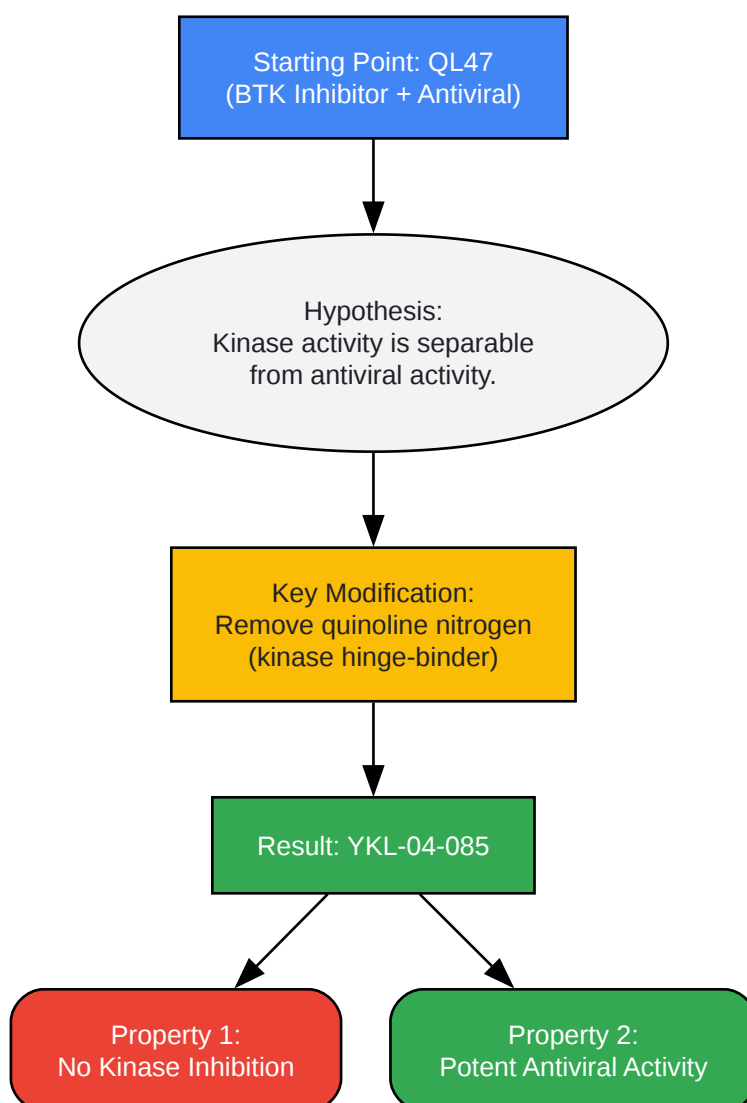 Starting Point: QL47
(BTK Inhibitor + Antiviral)
Hypothesis:
Kinase activity is separable
from antiviral activity.
Key Modification:
Remove quinoline nitrogen
(kinase hinge-binder)
Result: YKL-04-085
Property 1:
No Kinase Inhibition
Property 2:
Potent Antiviral Activity